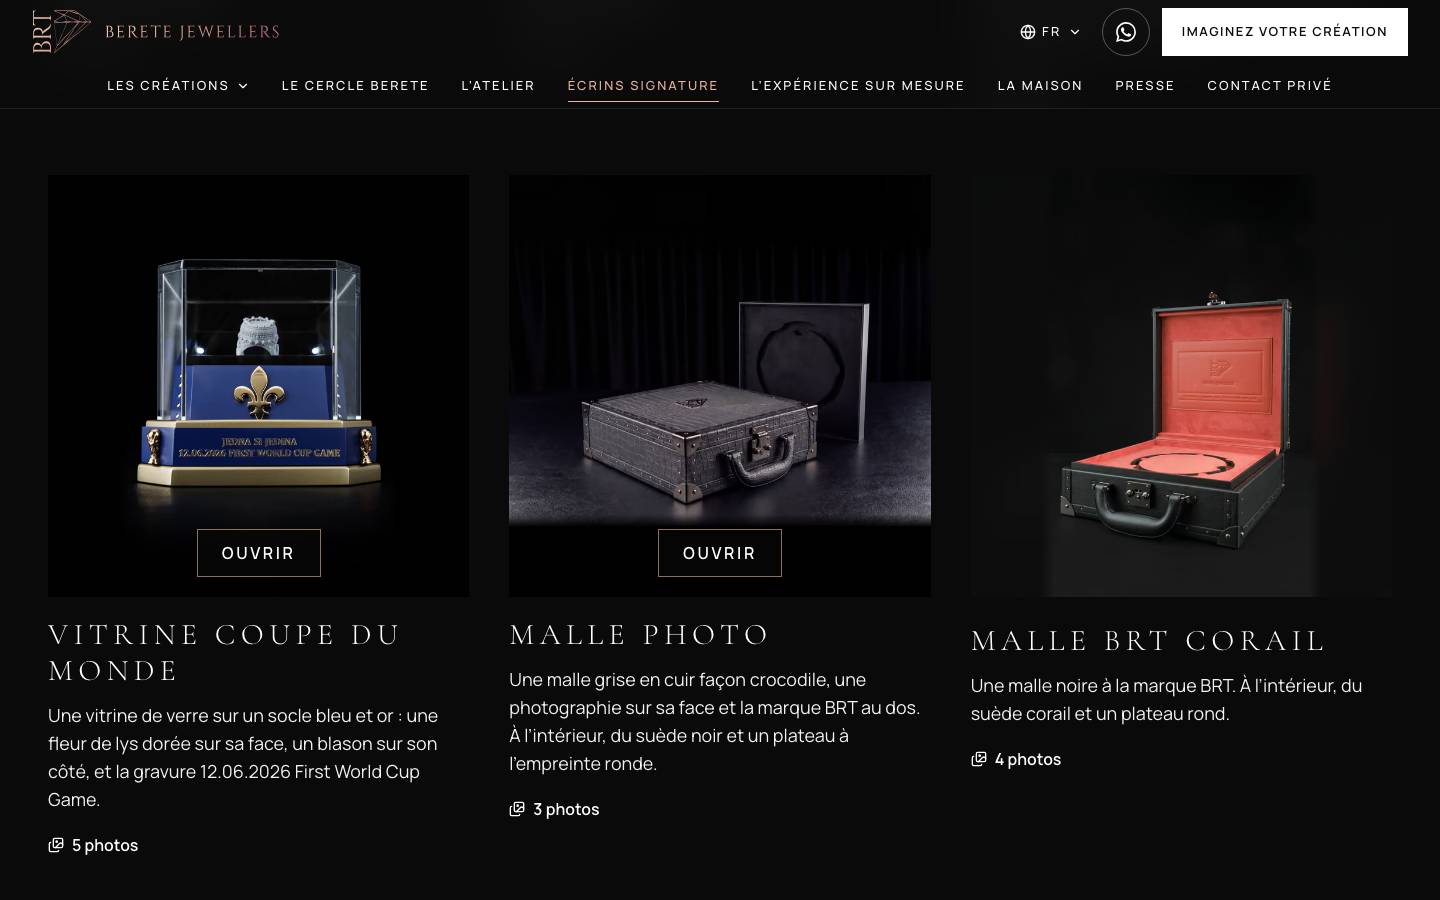 BRT BERETE JEWELLERS
FR
IMAGINEZ VOTRE CRÉATION
LES CRÉATIONS
LE CERCLE BERETE
L'ATELIER
ÉCRINS SIGNATURE
L'EXPÉRIENCE SUR MESURE
LA MAISON
PRESSE
CONTACT PRIVÉ
12.06.2026 FIRST WORLD CUP GAME
OUVRIR
VITRINE COUPE DU
MONDE
Une vitrine de verre sur un socle bleu et or : une
fleur de lys dorée sur sa face, un blason sur son
côté, et la gravure 12.06.2026 First World Cup
Game.
5 photos
OUVRIR
MALLE PHOTO
Une malle grise en cuir façon crocodile, une
photographie sur sa face et la marque BRT au dos.
À l'intérieur, du suède noir et un plateau à
l'empreinte ronde.
3 photos
MALLE BRT CORAIL
Une malle noire à la marque BRT. À l'intérieur, du
suède corail et un plateau rond.
4 photos